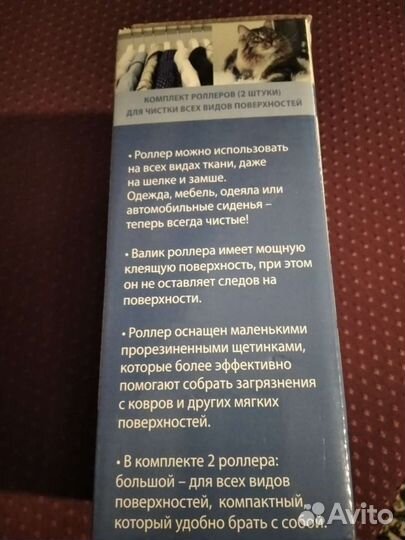 КОМПЛЕКТ РОЛЛЕРОВ (2 ШТУКИ)
ДЛЯ ЧИСТКИ ВСЕХ ВИДОВ ПОВЕРХНОСТЕЙ
• Роллер можно использовать
на всех видах ткани, даже
на шелке и замше.
Одежда, мебель, одеяла или
автомобильные сиденья –
теперь всегда чистые!
• Валик роллера имеет мощную
клеящую поверхность, при этом
он не оставляет следов на
поверхности.
• Роллер оснащен маленькими
прорезиненными щетинками,
которые более эффективно
помогают собрать загрязнения
с ковров и других мягких
поверхностей.
• В комплекте 2 роллера:
большой – для всех видов
поверхностей, компактный,
который удобно брать с собой.
Avito